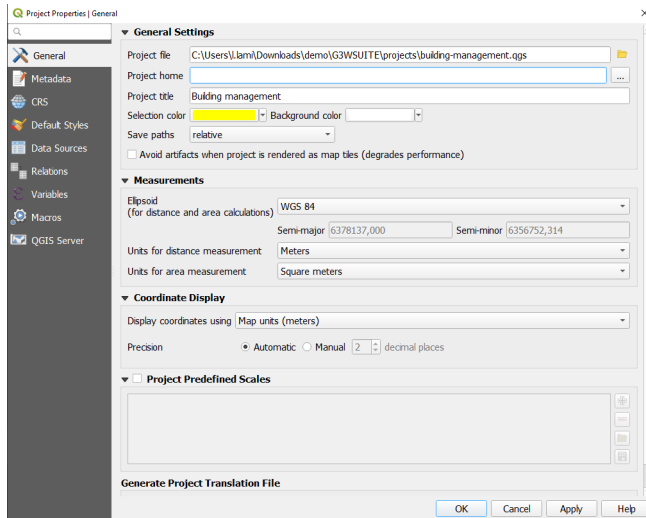 Project Properties | General
General
Metadata
CRS
Default Styles
Data Sources
Relations
Variables
Macros
QGIS Server
General Settings
Project file C:\Users\l.lami\Downloads\demo\G3WSUITE\projects\building-management.qgs
Project home ...
Project title Building management
Selection color Background color
Save paths relative
Avoid artifacts when project is rendered as map tiles (degrades performance)
Measurements
Ellipsoid
(for distance and area calculations) WGS 84
Semi-major 6378137,000 Semi-minor 6356752,314
Units for distance measurement Meters
Units for area measurement Square meters
Coordinate Display
Display coordinates using Map units (meters)
Precision Automatic Manual 2 decimal places
Project Predefined Scales
Generate Project Translation File
OK Cancel Apply Help